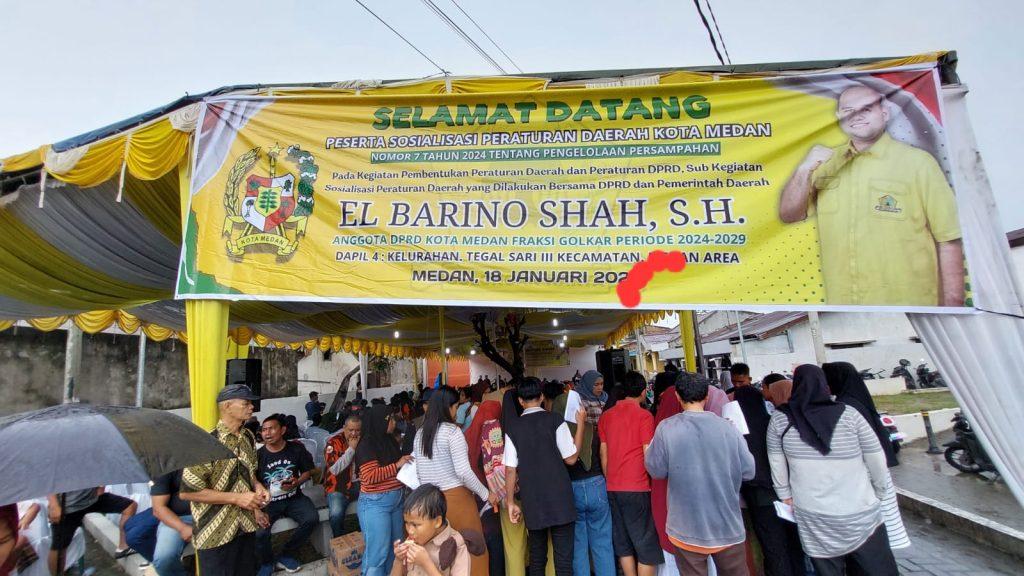 SELAMAT DATANG
PESERTA SOSIALISASI PERATURAN DAERAH KOTA MEDAN
NOMOR 7 TAHUN 2024 TENTANG PENGELOLAAN PERSAMPAHAN
Pada Kegiatan Pembentukan Peraturan Daerah dan Peraturan DPRD, Sub Kegiatan
Sosialisasi Peraturan Daerah yang Dilakukan Bersama DPRD dan Pemerintah Daerah
EL BARINO SHAH, S.H.
ANGGOTA DPRD KOTA MEDAN FRAKSI GOLKAR PERIODE 2024-2029
DAPIL 4 : KELURAHAN. TEGAL SARI III KECAMATAN. AREA
MEDAN, 18 JANUARI
KOTA MEDAN